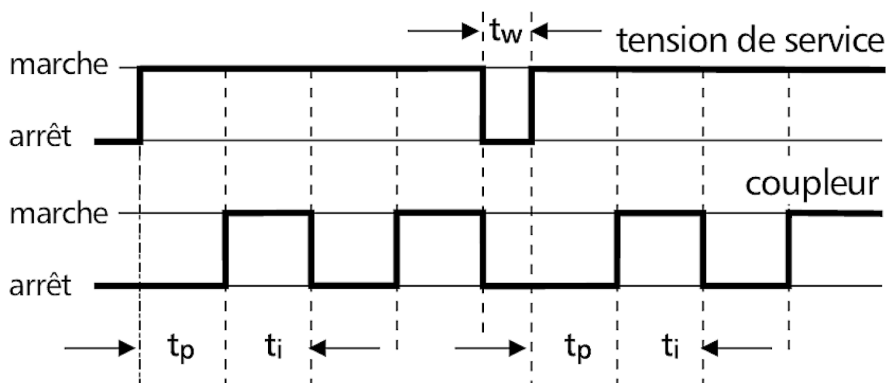 tw
tension de service
marche
arrêt
coupleur
marche
arrêt
tp ti tp ti